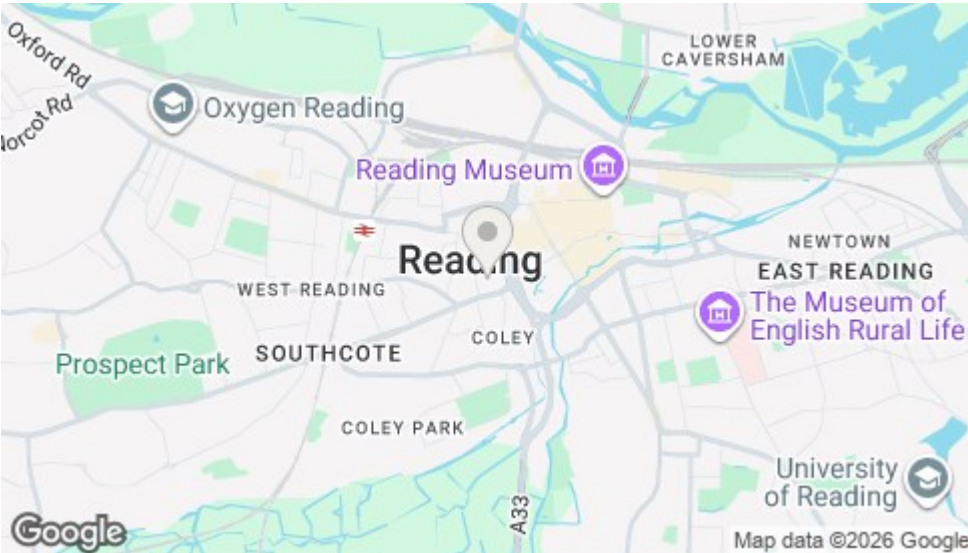 Oxford Rd
Norcot Rd
Oxygen Reading
LOWER
CAVERSHAM
Reading Museum
Reading
WEST READING
NEWTOWN
EAST READING
The Museum of
English Rural Life
COLEY
SOUTHCOTE
Prospect Park
COLEY PARK
University
of Reading
A33
Google
Map data ©2026 Google